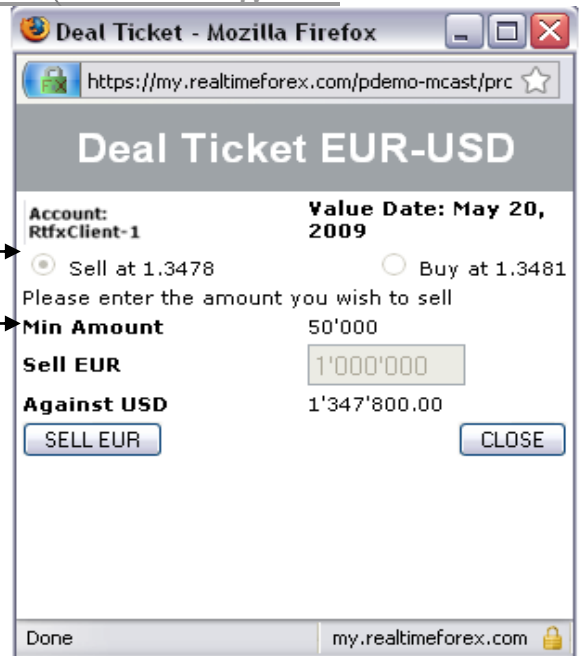 Deal Ticket - Mozilla Firefox
https://my.realtimeforex.com/pdemo-mcast/prc
Deal Ticket EUR-USD
Account:
RtfxClient-1
Value Date: May 20,
2009
Sell at 1.3478 Buy at 1.3481
Please enter the amount you wish to sell
Min Amount 50'000
Sell EUR 1'000'000
Against USD 1'347'800.00
SELL EUR CLOSE
Done my.realtimeforex.com